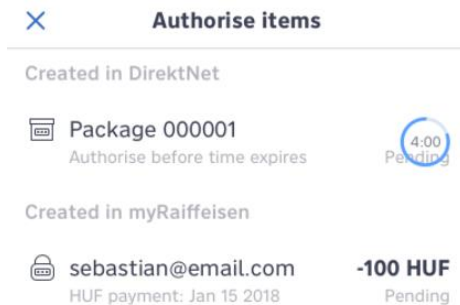 Authorise items
Created in DirektNet
Package 000001
4:00
Authorise before time expires Pending
Created in myRaiffeisen
sebastian@email.com -100 HUF
HUF payment: Jan 15 2018 Pending